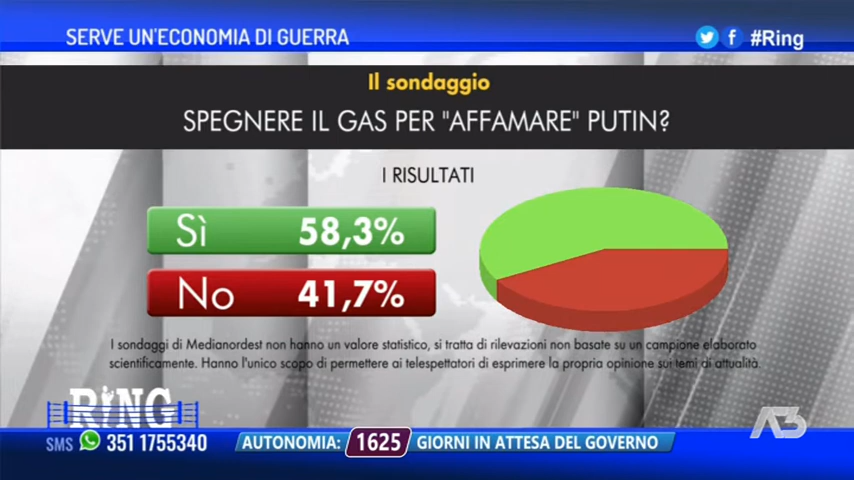 SERVE UN'ECONOMIA DI GUERRA
#Ring
Il sondaggio
SPEGNERE IL GAS PER "AFFAMARE" PUTIN?
I RISULTATI
Sì 58,3%
No 41,7%
I sondaggi di Medianordest non hanno un valore statistico, si tratta di rilevazioni non basate su un campione elaborato
scientificamente. Hanno l'unico scopo di permettere ai telespettatori di esprimere la propria opinione sui temi di attualità.
RING
SMS 351 1755340 AUTONOMIA: 1625 GIORNI IN ATTESA DEL GOVERNO
A3